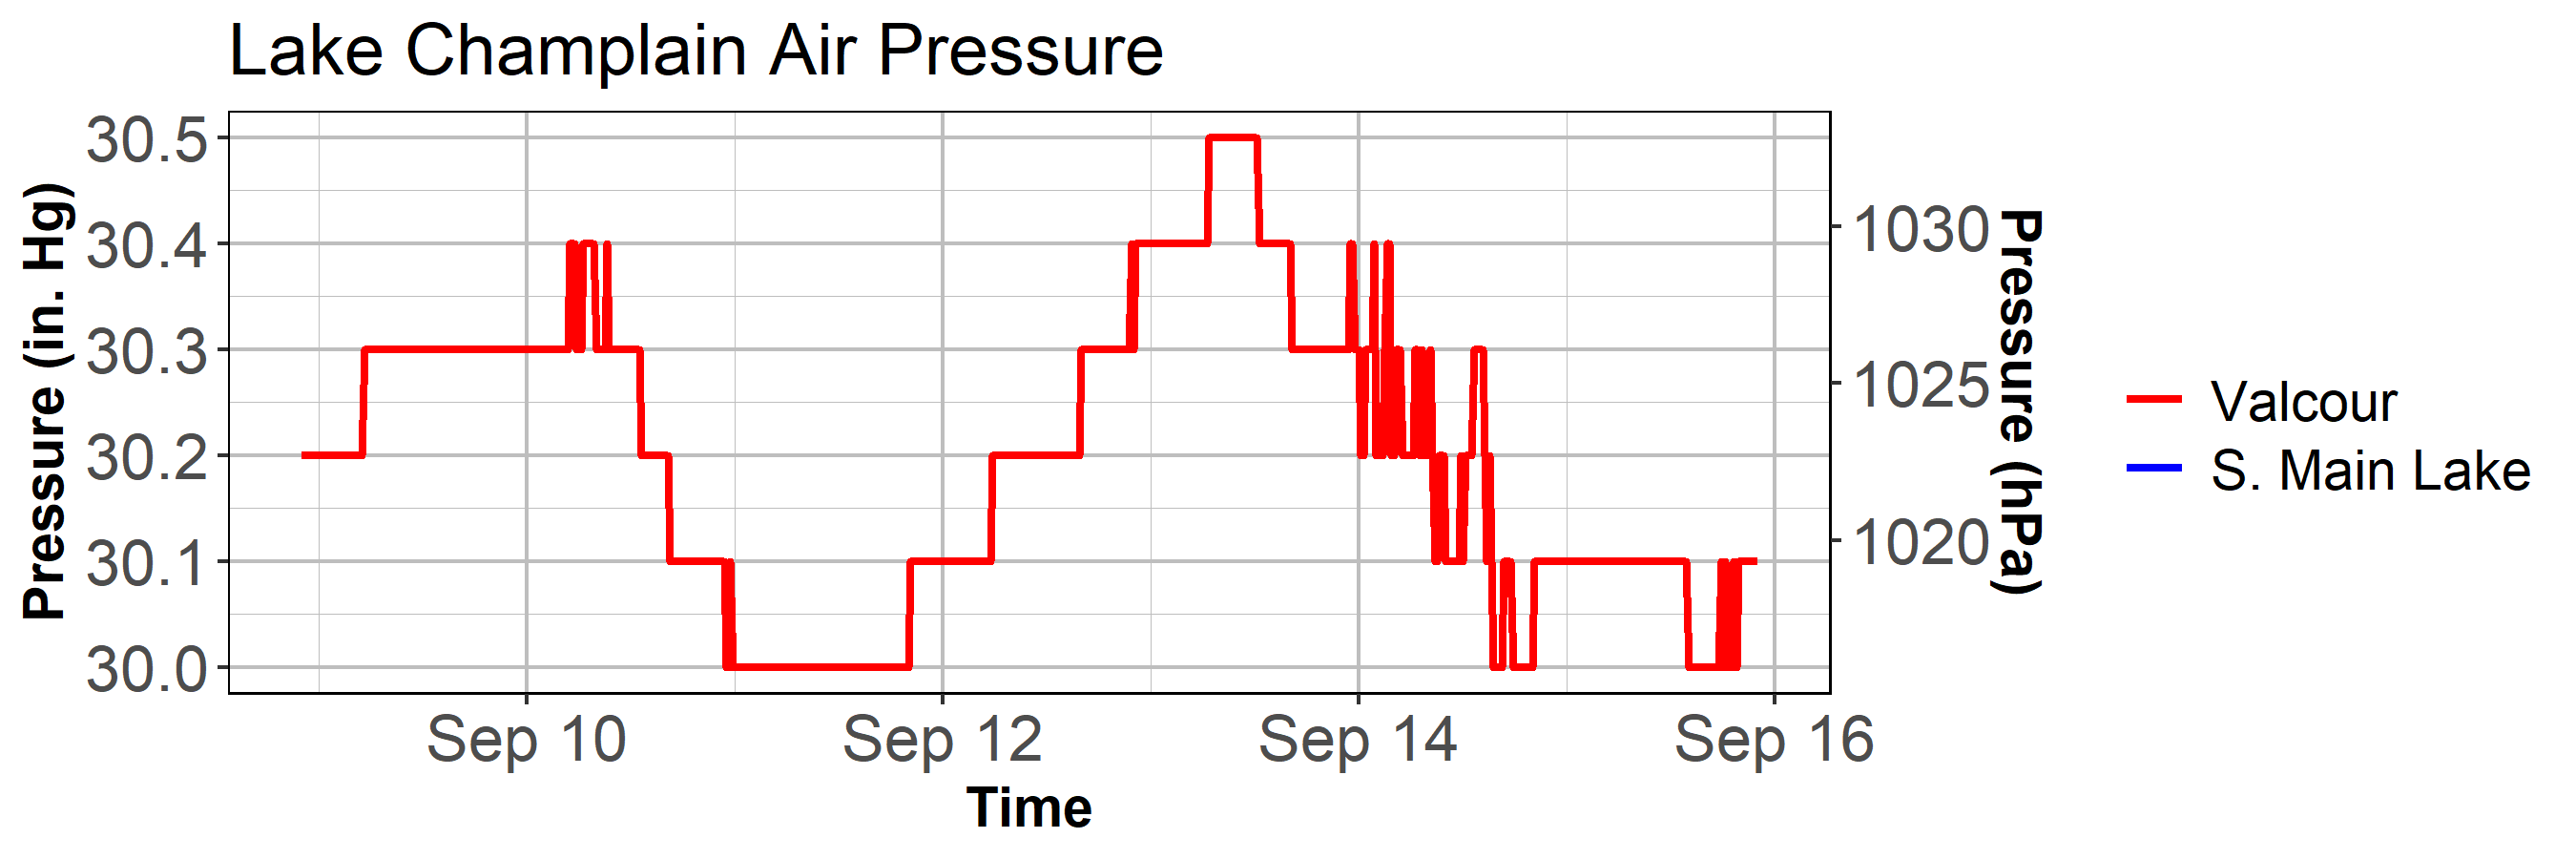 Lake Champlain Air Pressure
Pressure (in. Hg)
30.5
30.4
30.3
30.2
30.1
30.0
1030
1025
1020
Pressure (hPa)
Sep 10
Sep 12
Sep 14
Sep 16
Time
Valcour
S. Main Lake